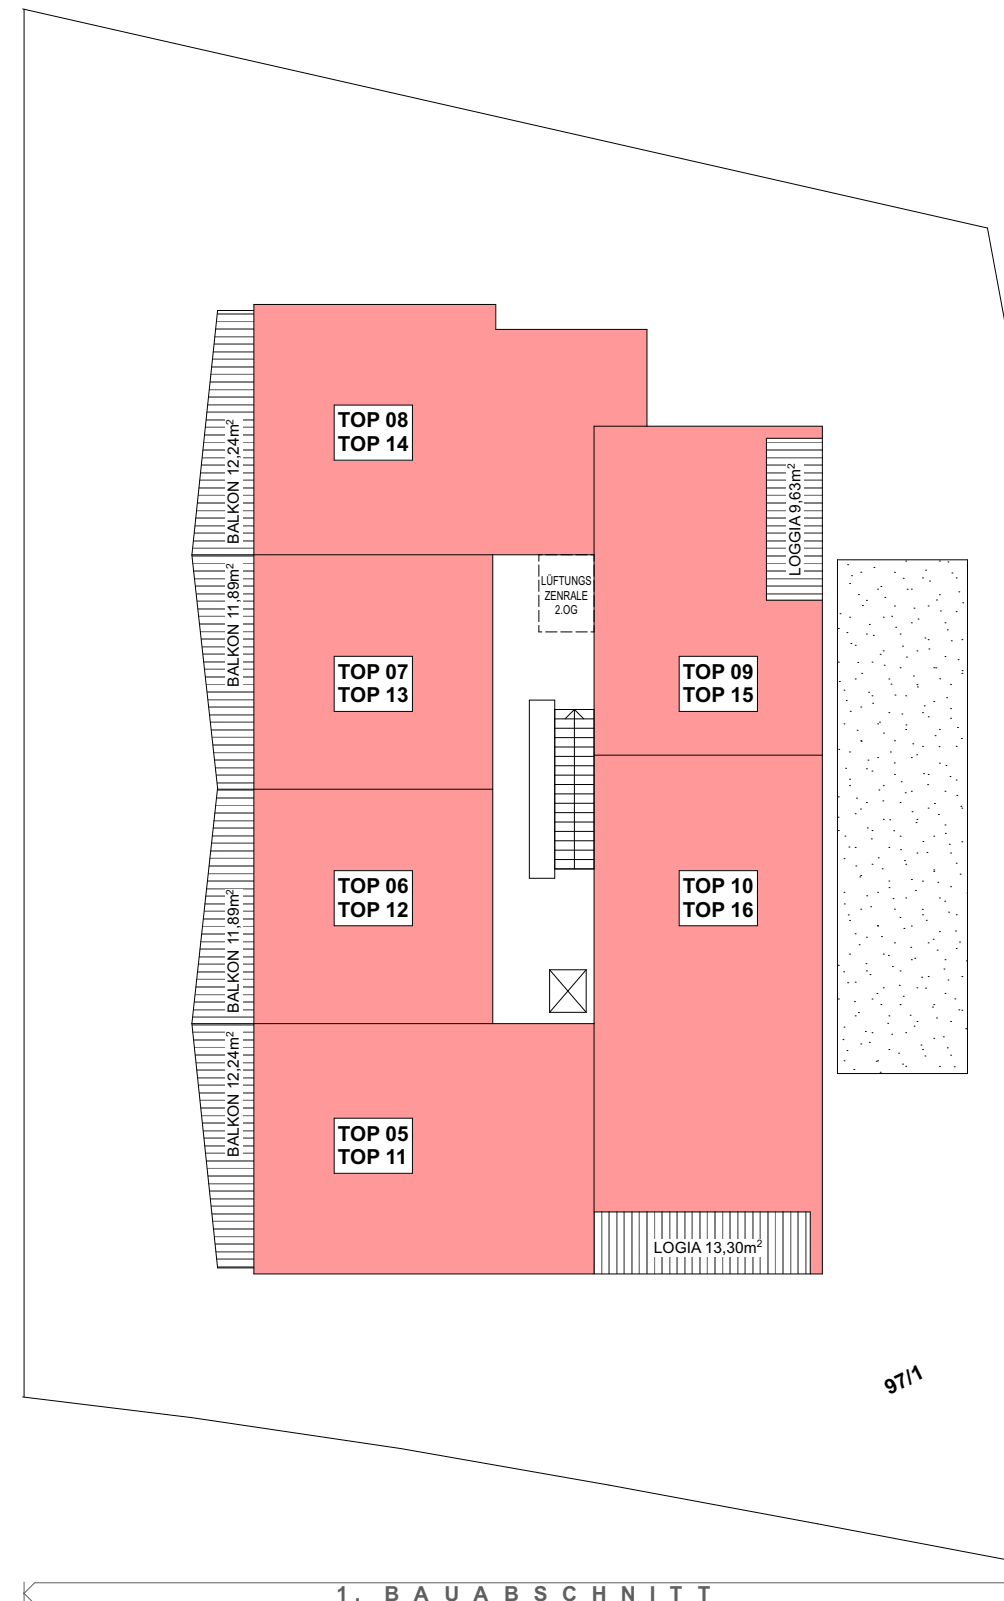 TOP 08
TOP 14
BALKON 12,24m²
LOGGIA 9,63m²
BALKON 11,89m²
LÜFTUNGS
ZENRALE
2.OG
TOP 07
TOP 13
TOP 09
TOP 15
TOP 06
TOP 12
TOP 10
TOP 16
BALKON 11,89m²
BALKON 12,24m²
TOP 05
TOP 11
LOGIA 13,30m²
97/1
1. BAUABSCHNITT